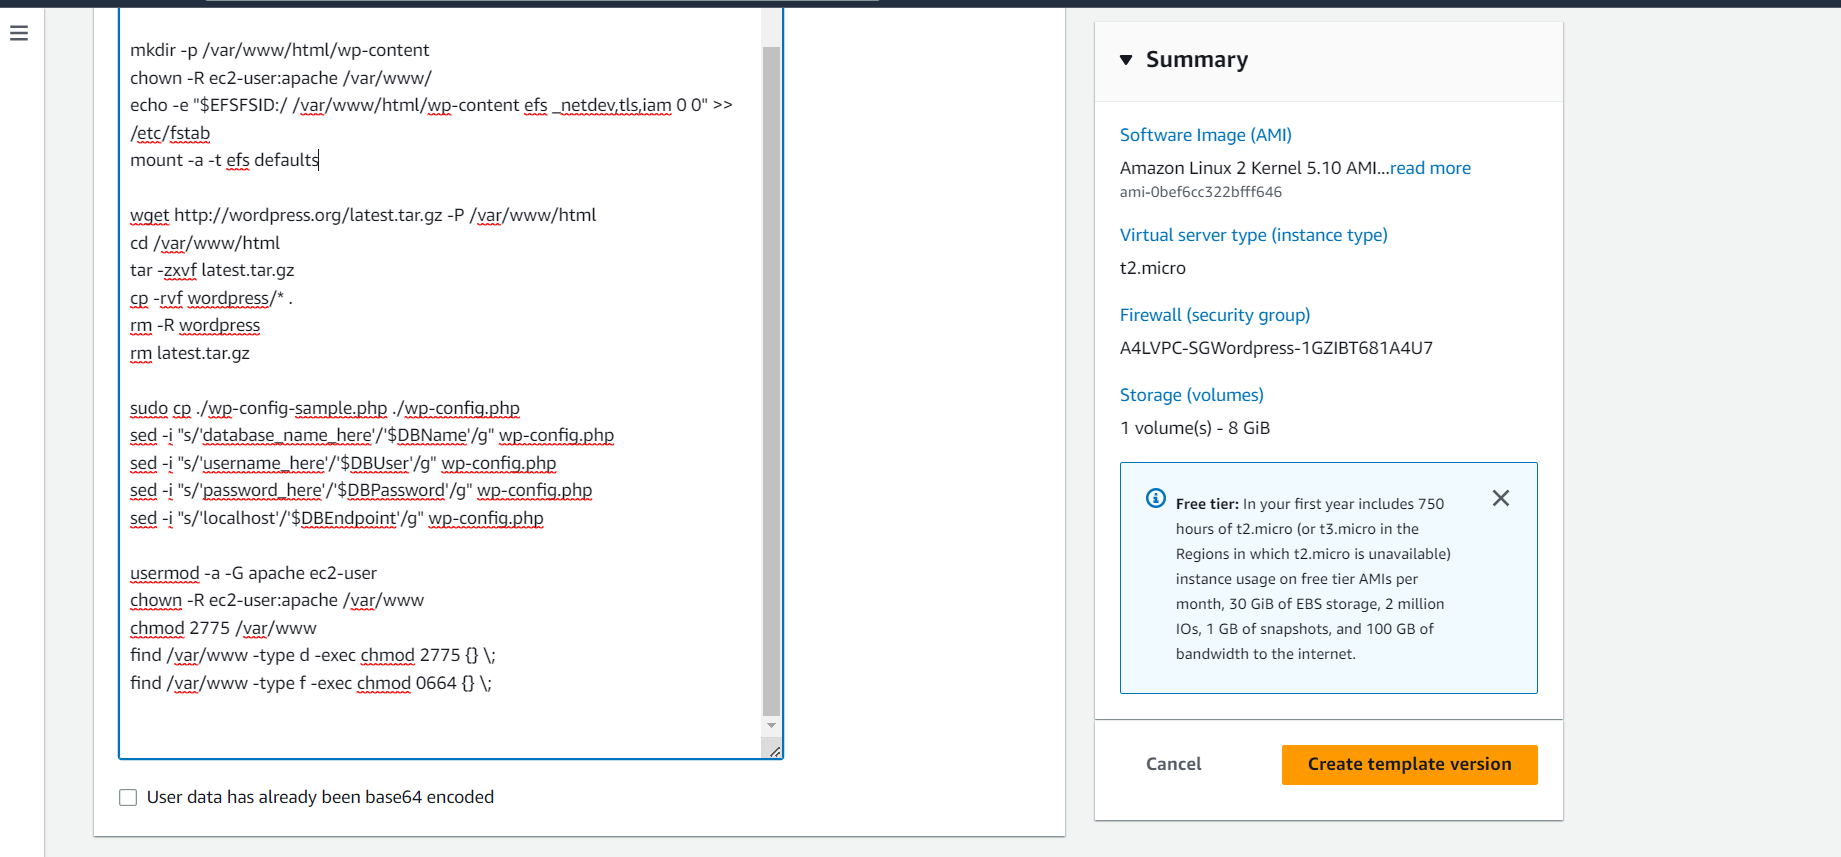 mkdir -p /var/www/html/wp-content
chown -R ec2-user:apache /var/www/
echo -e "$EFSFSID:/ /var/www/html/wp-content efs _netdev,tls,iam 0 0" >>
/etc/fstab
mount -a -t efs defaults
wget http://wordpress.org/latest.tar.gz -P /var/www/html
cd /var/www/html
tar -zxvf latest.tar.gz
cp -rvf wordpress/* .
rm -R wordpress
rm latest.tar.gz
sudo cp ./wp-config-sample.php ./wp-config.php
sed -i "s/'database_name_here'/'$DBName'/g" wp-config.php
sed -i "s/'username_here'/'$DBUser'/g" wp-config.php
sed -i "s/'password_here'/'$DBPassword'/g" wp-config.php
sed -i "s/'localhost'/'$DBEndpoint'/g" wp-config.php
usermod -a -G apache ec2-user
chown -R ec2-user:apache /var/www
chmod 2775 /var/www
find /var/www -type d -exec chmod 2775 {} \;
find /var/www -type f -exec chmod 0664 {} \;
User data has already been base64 encoded
Summary
Software Image (AMI)
Amazon Linux 2 Kernel 5.10 AMI...read more
ami-0bef6cc322bfff646
Virtual server type (instance type)
t2.micro
Firewall (security group)
A4LVPC-SGWordpress-1GZIBT681A4U7
Storage (volumes)
1 volume(s) - 8 GiB
Free tier: In your first year includes 750
hours of t2.micro (or t3.micro in the
Regions in which t2.micro is unavailable)
instance usage on free tier AMIs per
month, 30 GiB of EBS storage, 2 million
IOs, 1 GB of snapshots, and 100 GB of
bandwidth to the internet.
Cancel
Create template version